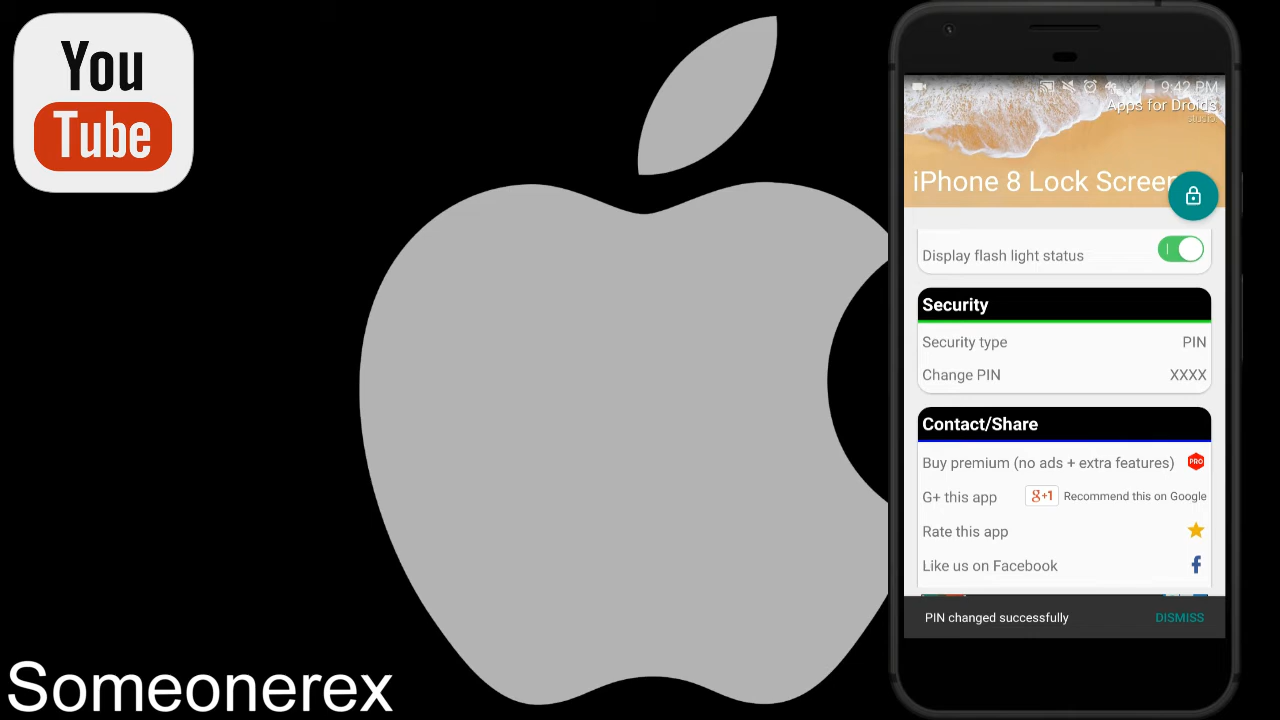 You
Tube
9:42 PM
Apps for Droids
studio
iPhone 8 Lock Screen
Display flash light status
Security
Security type PIN
Change PIN XXXX
Contact/Share
Buy premium (no ads + extra features) PRO
G+ this app g+1 Recommend this on Google
Rate this app
Like us on Facebook
PIN changed successfully DISMISS
Someonerex